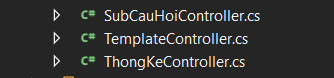 C# SubCauHoiController.cs
C# TemplateController.cs
C# ThongKeController.cs